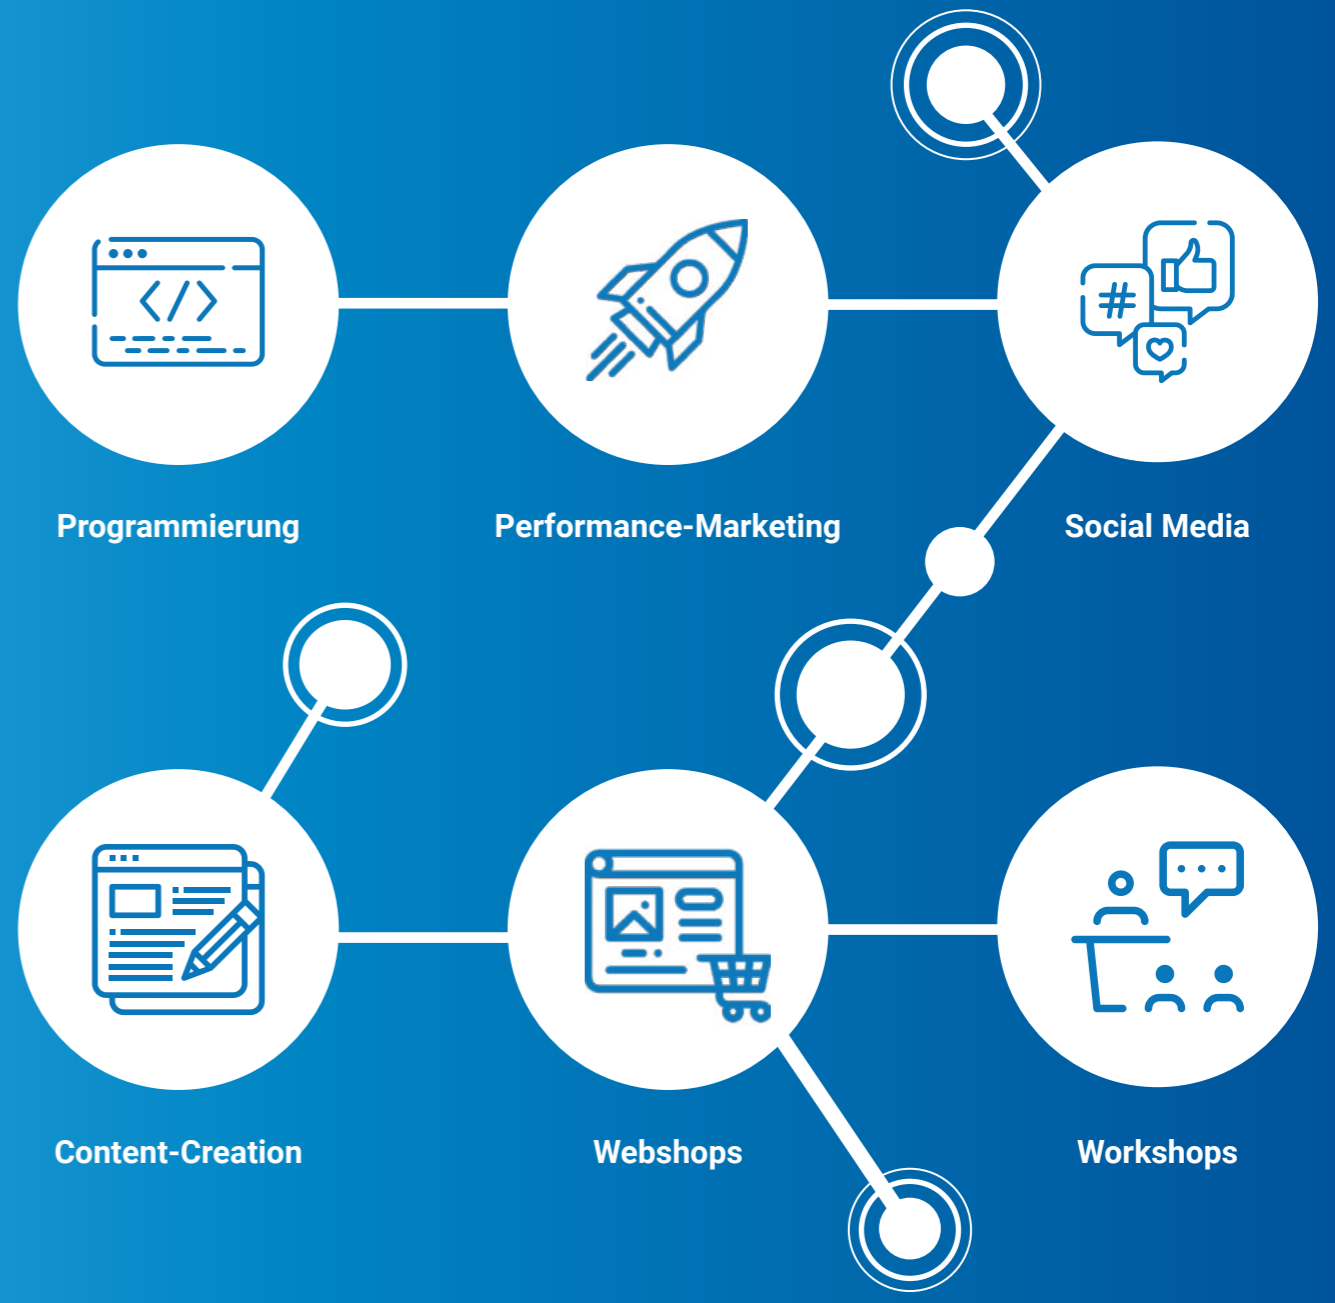 Programmierung
Performance-Marketing
Social Media
Content-Creation
Webshops
Workshops